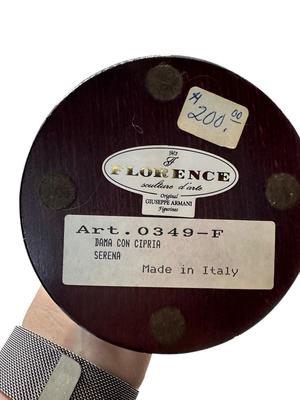 $200.00
FLORENCE
sculture d'arte
Original
GIUSEPPE ARMANI
Figurines
Art.0349-F
DAMA CON CIPRIA
SERENA
Made in Italy